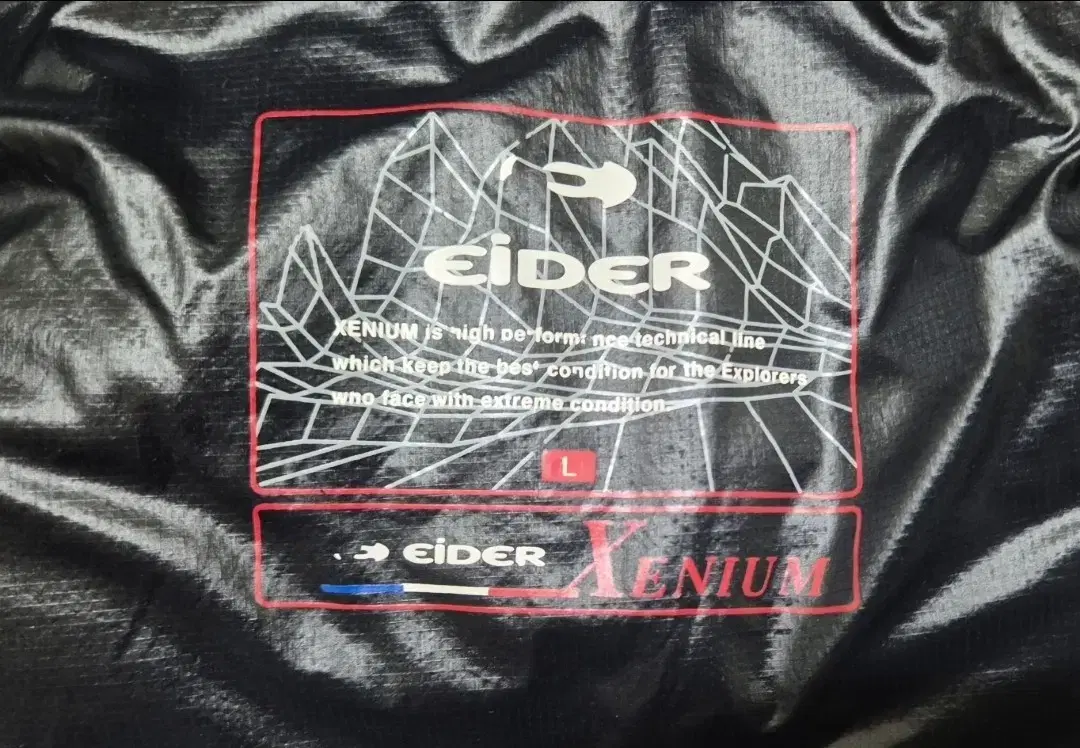 EiDER
XENIUM is high performance technical line
which keep the best condition for the Explorers
who face with extreme condition.
L
EiDER XENIUM